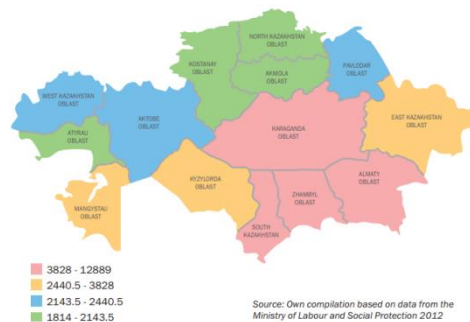 NORTH KAZAKHSTAN
OBLAST
KOSTANAY
OBLAST
AKMOLA
OBLAST
PAVLODAR
OBLAST
WEST KAZAKHSTAN
OBLAST
AKTOBE
OBLAST
ATYRAU
OBLAST
KARAGANDA
OBLAST
EAST KAZAKHSTAN
OBLAST
MANGYSTAU
OBLAST
KYZYLORDA
OBLAST
ALMATY
OBLAST
ZHAMBYL
OBLAST
SOUTH
KAZAKHSTAN
3828 - 12889
2440.5 - 3828
2143.5 - 2440.5
1814 - 2143.5
Source: Own compilation based on data from the
Ministry of Labour and Social Protection 2012